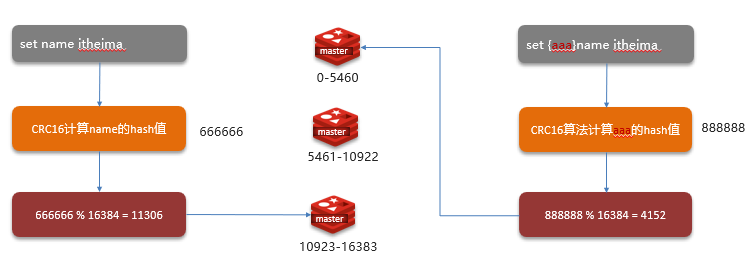 set name itheima
CRC16计算name的hash值
666666
666666 % 16384 = 11306
master
0-5460
master
5461-10922
master
10923-16383
set {aaa}name itheima
CRC16算法计算aaa的hash值
888888
888888 % 16384 = 4152